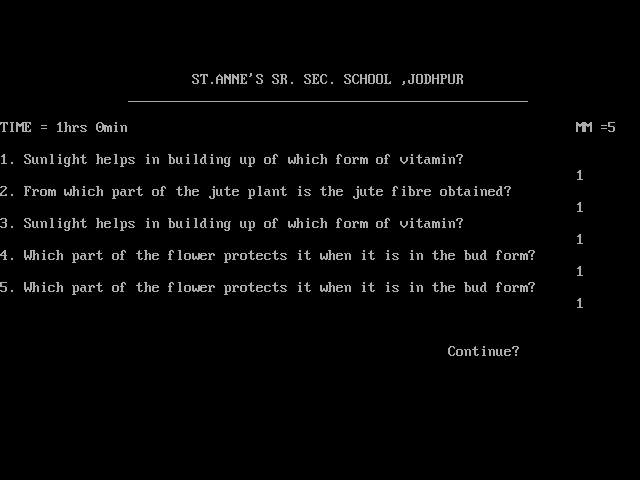 ST.ANNE'S SR. SEC. SCHOOL ,JODHPUR
TIME = 1hrs 0min MM =5
1. Sunlight helps in building up of which form of vitamin?
1
2. From which part of the jute plant is the jute fibre obtained?
1
3. Sunlight helps in building up of which form of vitamin?
1
4. Which part of the flower protects it when it is in the bud form?
1
5. Which part of the flower protects it when it is in the bud form?
1
Continue?